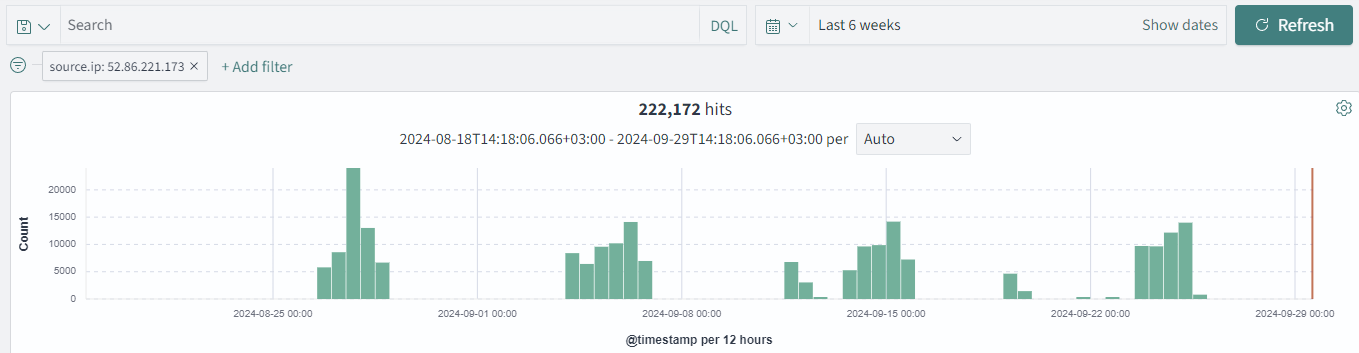 Search DQL Last 6 weeks Show dates Refresh
source.ip: 52.86.221.173 × + Add filter
222,172 hits
2024-08-18T14:18:06.066+03:00 - 2024-09-29T14:18:06.066+03:00 per Auto
Count
20000
15000
10000
5000
0
2024-08-25 00:00 2024-09-01 00:00 2024-09-08 00:00 2024-09-15 00:00 2024-09-22 00:00 2024-09-29 00:00
@timestamp per 12 hours